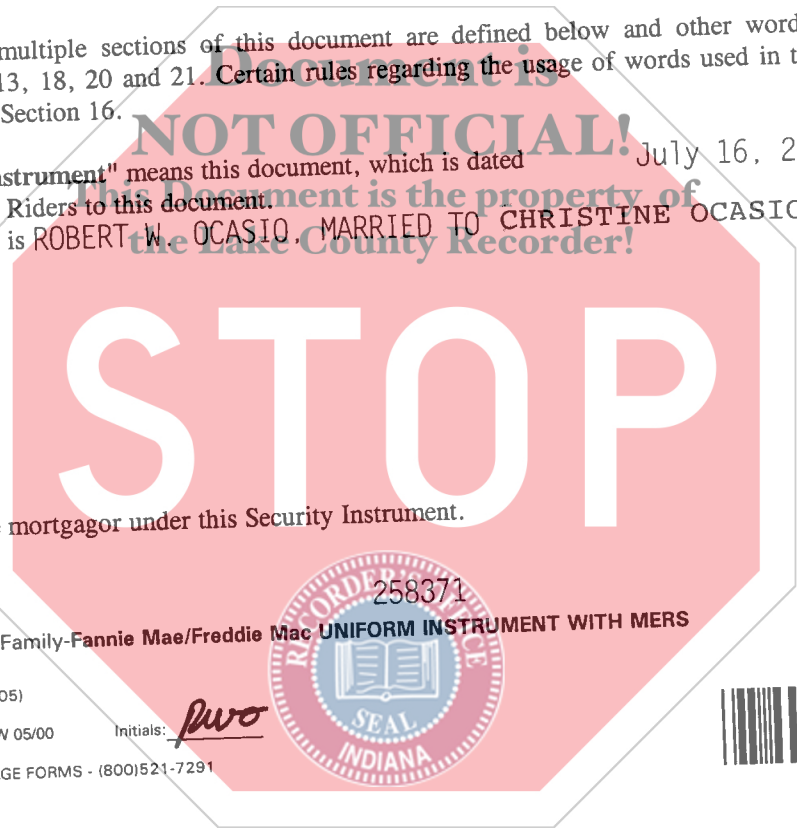 multiple sections of this document are defined below and other word
13, 18, 20 and 21. Certain rules regarding the usage of words used in t
Section 16.
Document is
NOT OFFICIAL!
This Document is the property of
the Lake County Recorder!
nstrument" means this document, which is dated July 16, 2
Riders to this document.
is ROBERT W. OCASIO, MARRIED TO CHRISTINE OCASIO
STOP
mortgagor under this Security Instrument.
258371
Family-Fannie Mae/Freddie Mac UNIFORM INSTRUMENT WITH MERS
05)
W 05/00 Initials: RWO
GE FORMS - (800)521-7291
RECORDER'S OFFICE
SEAL
INDIANA